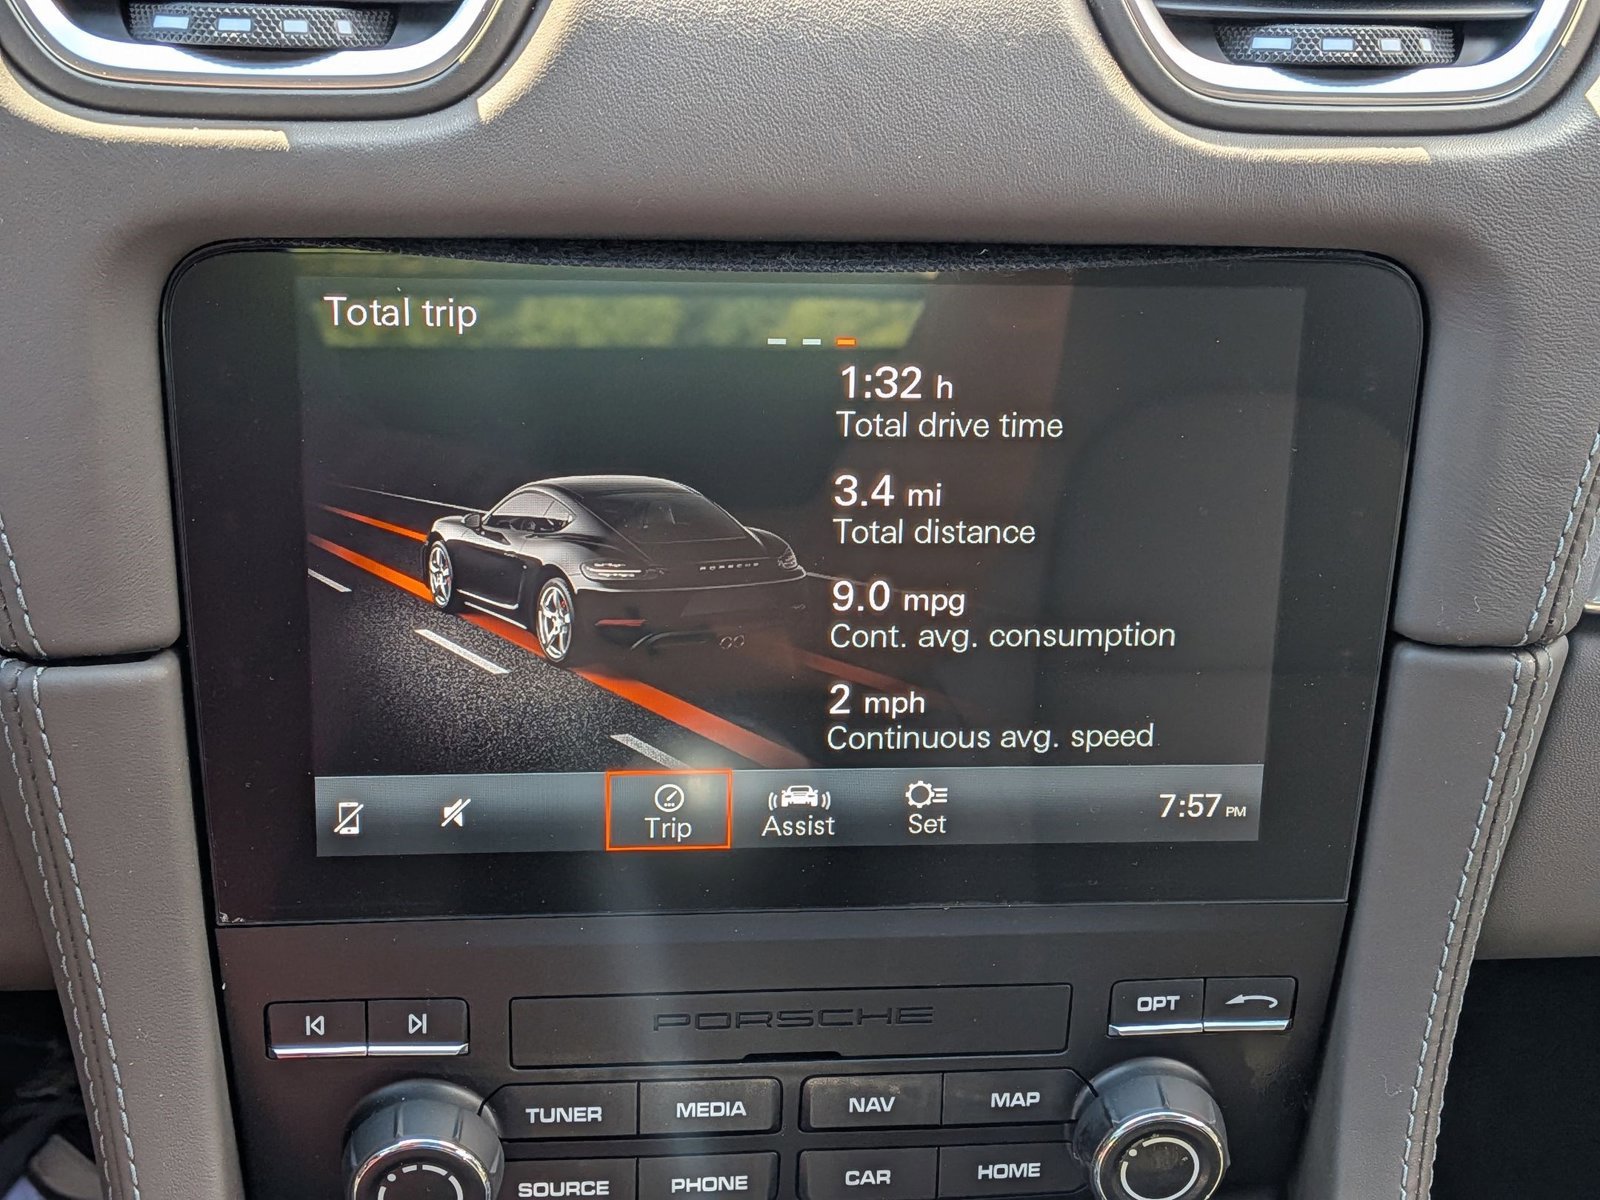 Total trip
1:32 h
Total drive time
3.4 mi
Total distance
PORSCHE
9.0 mpg
Cont. avg. consumption
2 mph
Continuous avg. speed
Trip
Assist
Set
7:57 PM
PORSCHE
OPT
TUNER
MEDIA
NAV
MAP
SOURCE
PHONE
CAR
HOME